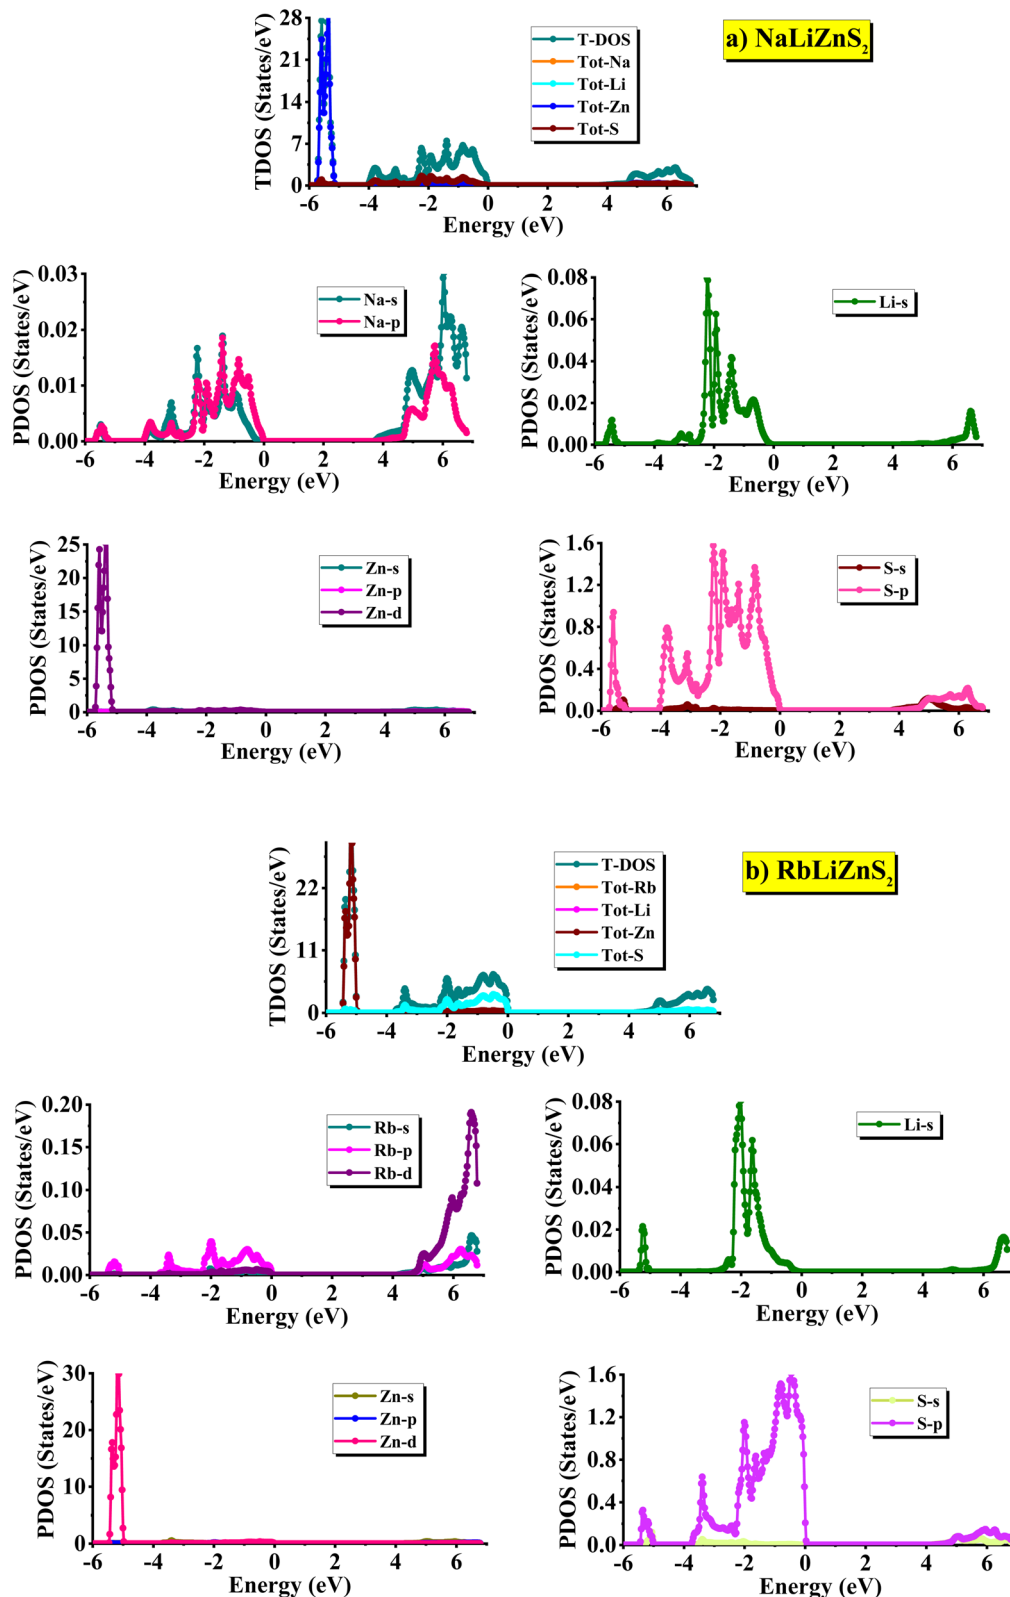 a) NaLiZnS2
TDOS (States/eV)
28
21
14
7
0
T-DOS
Tot-Na
Tot-Li
Tot-Zn
Tot-S
-6 -4 -2 0 2 4 6
Energy (eV)
PDOS (States/eV)
0.03
0.02
0.01
0.00
Na-s
Na-p
-6 -4 -2 0 2 4 6
Energy (eV)
PDOS (States/eV)
0.08
0.06
0.04
0.02
0.00
Li-s
-6 -4 -2 0 2 4 6
Energy (eV)
PDOS (States/eV)
25
20
15
10
5
0
Zn-s
Zn-p
Zn-d
-6 -4 -2 0 2 4 6
Energy (eV)
PDOS (States/eV)
1.6
1.2
0.8
0.4
0.0
S-s
S-p
-6 -4 -2 0 2 4 6
Energy (eV)
b) RbLiZnS2
TDOS (States/eV)
22
11
0
T-DOS
Tot-Rb
Tot-Li
Tot-Zn
Tot-S
-6 -4 -2 0 2 4 6
Energy (eV)
PDOS (States/eV)
0.20
0.15
0.10
0.05
0.00
Rb-s
Rb-p
Rb-d
-6 -4 -2 0 2 4 6
Energy (eV)
PDOS (States/eV)
0.08
0.06
0.04
0.02
0.00
Li-s
-6 -4 -2 0 2 4 6
Energy (eV)
PDOS (States/eV)
30
20
10
0
Zn-s
Zn-p
Zn-d
-6 -4 -2 0 2 4 6
Energy (eV)
PDOS (States/eV)
1.6
1.2
0.8
0.4
0.0
S-s
S-p
-6 -4 -2 0 2 4 6
Energy (eV)